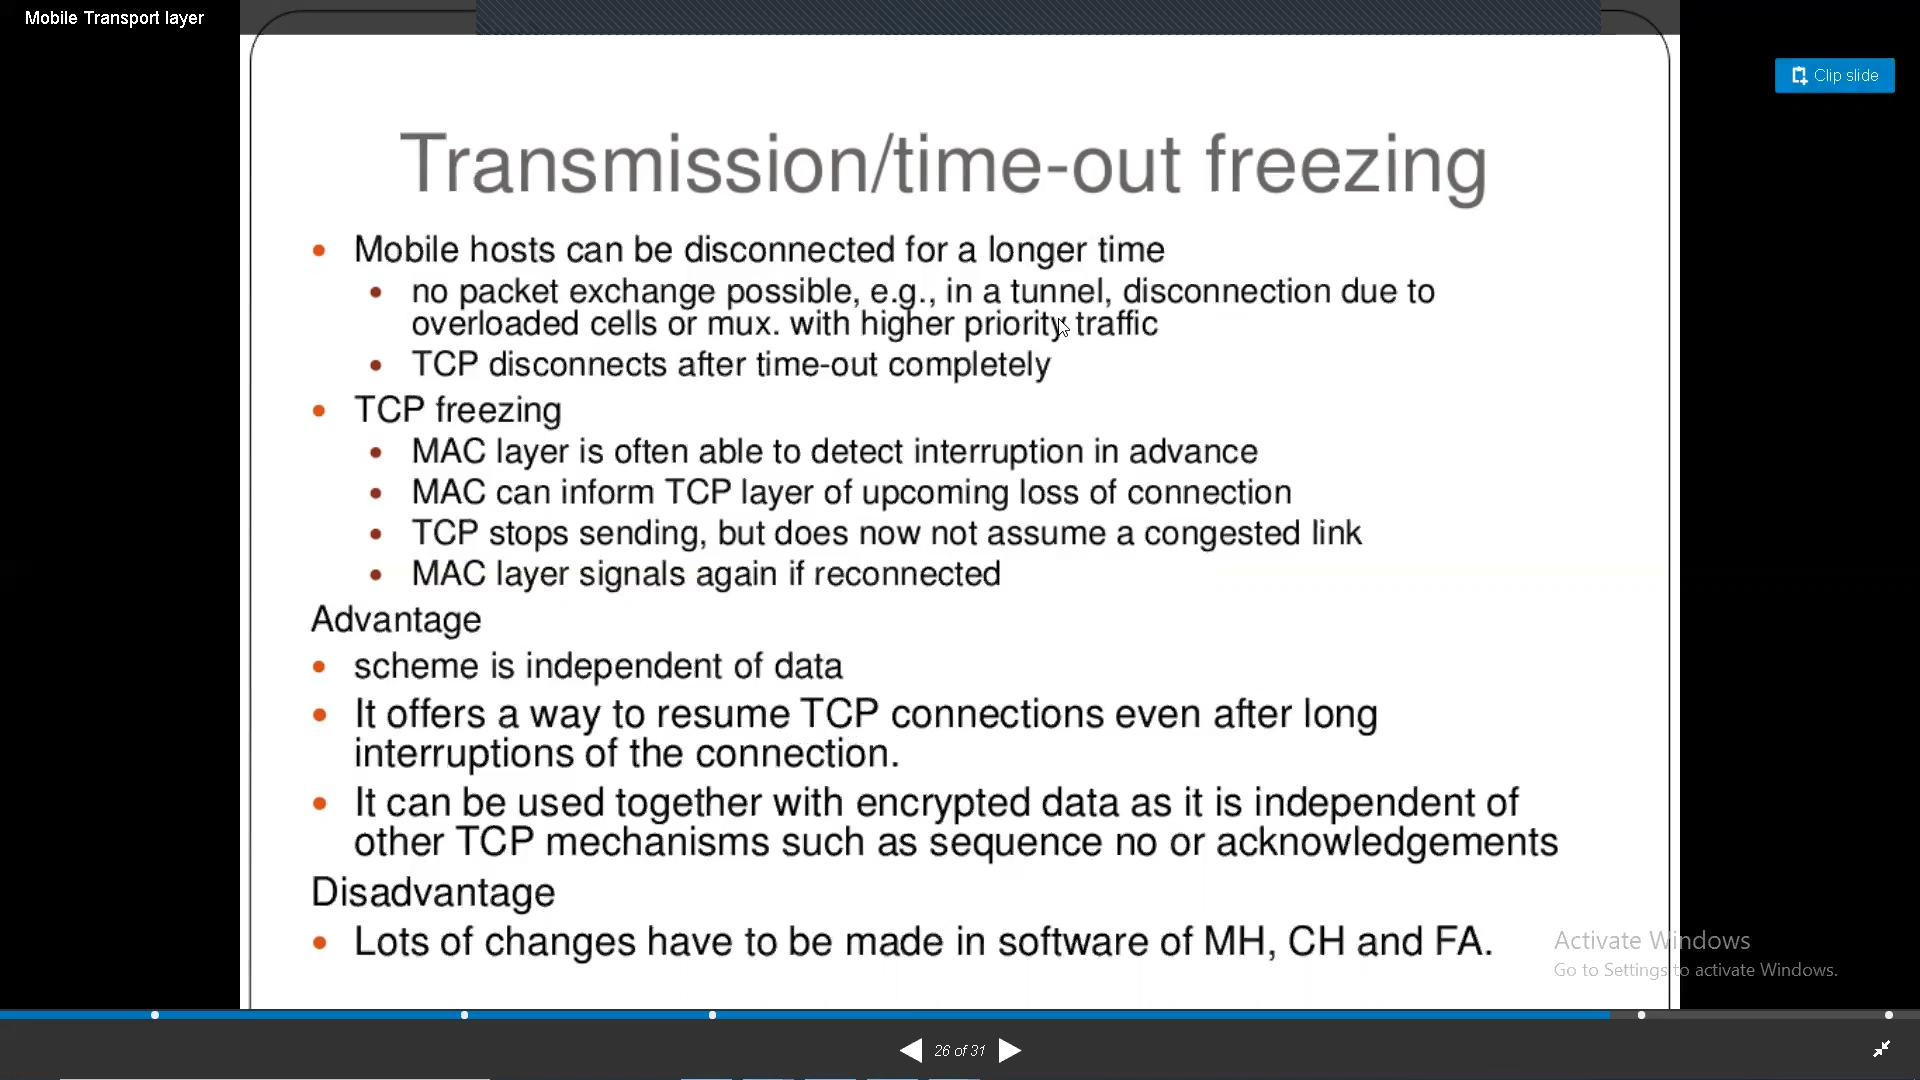 Mobile Transport layer
Clip slide
Transmission/time-out freezing
• Mobile hosts can be disconnected for a longer time
• no packet exchange possible, e.g., in a tunnel, disconnection due to
overloaded cells or mux. with higher priority traffic
• TCP disconnects after time-out completely
• TCP freezing
• MAC layer is often able to detect interruption in advance
• MAC can inform TCP layer of upcoming loss of connection
• TCP stops sending, but does now not assume a congested link
• MAC layer signals again if reconnected
Advantage
• scheme is independent of data
• It offers a way to resume TCP connections even after long
interruptions of the connection.
• It can be used together with encrypted data as it is independent of
other TCP mechanisms such as sequence no or acknowledgements
Disadvantage
• Lots of changes have to be made in software of MH, CH and FA.
Activate Windows
Go to Settings to activate Windows.
26 of 31